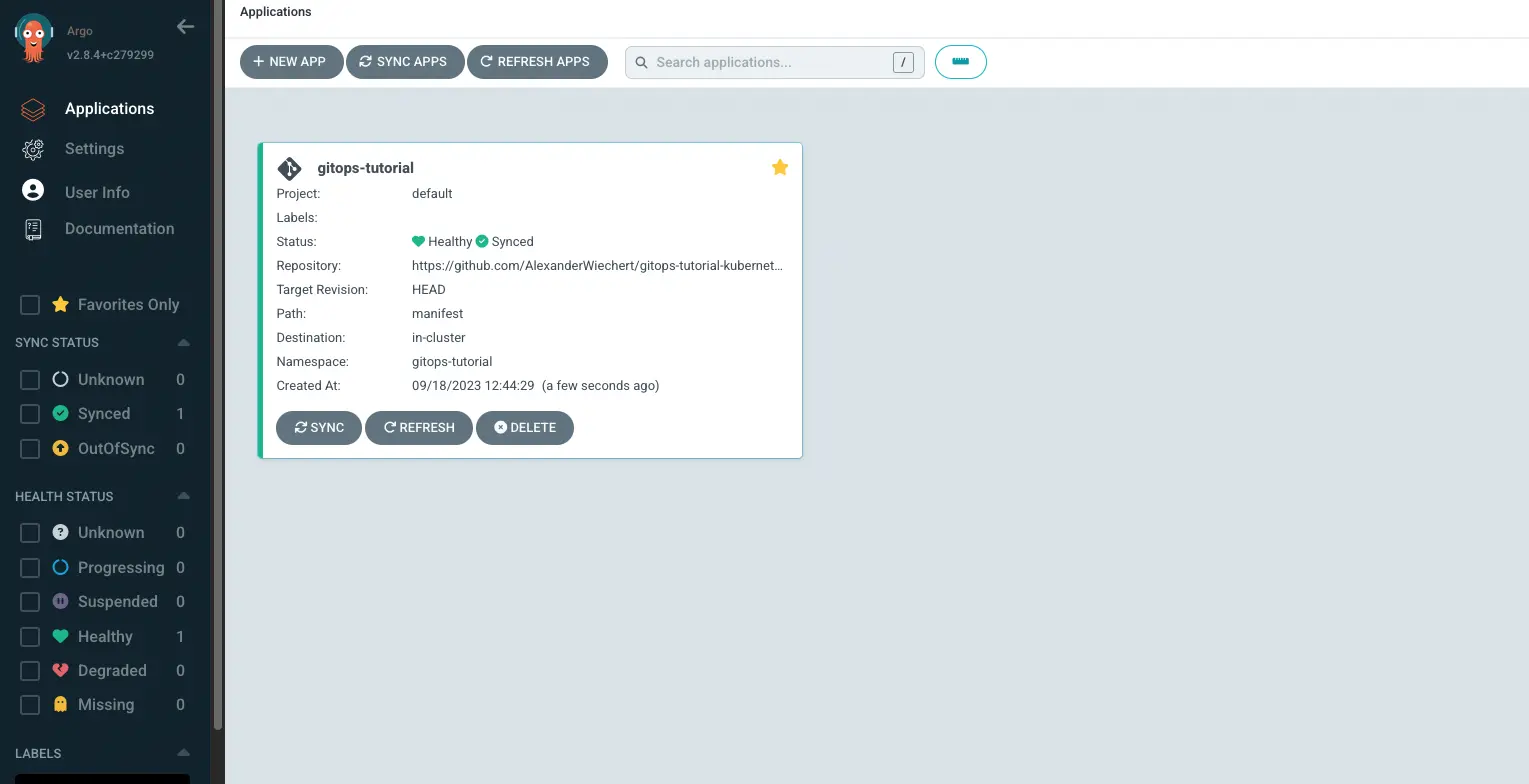 Argo
v2.8.4+c279299
Applications
Settings
User Info
Documentation
Favorites Only
SYNC STATUS
Unknown 0
Synced 1
OutOfSync 0
HEALTH STATUS
Unknown 0
Progressing 0
Suspended 0
Healthy 1
Degraded 0
Missing 0
LABELS
Applications
+ NEW APP SYNC APPS REFRESH APPS Search applications... /
gitops-tutorial
Project: default
Labels:
Status: Healthy Synced
Repository: https://github.com/AlexanderWiechert/gitops-tutorial-kubernet...
Target Revision: HEAD
Path: manifest
Destination: in-cluster
Namespace: gitops-tutorial
Created At: 09/18/2023 12:44:29 (a few seconds ago)
SYNC REFRESH DELETE